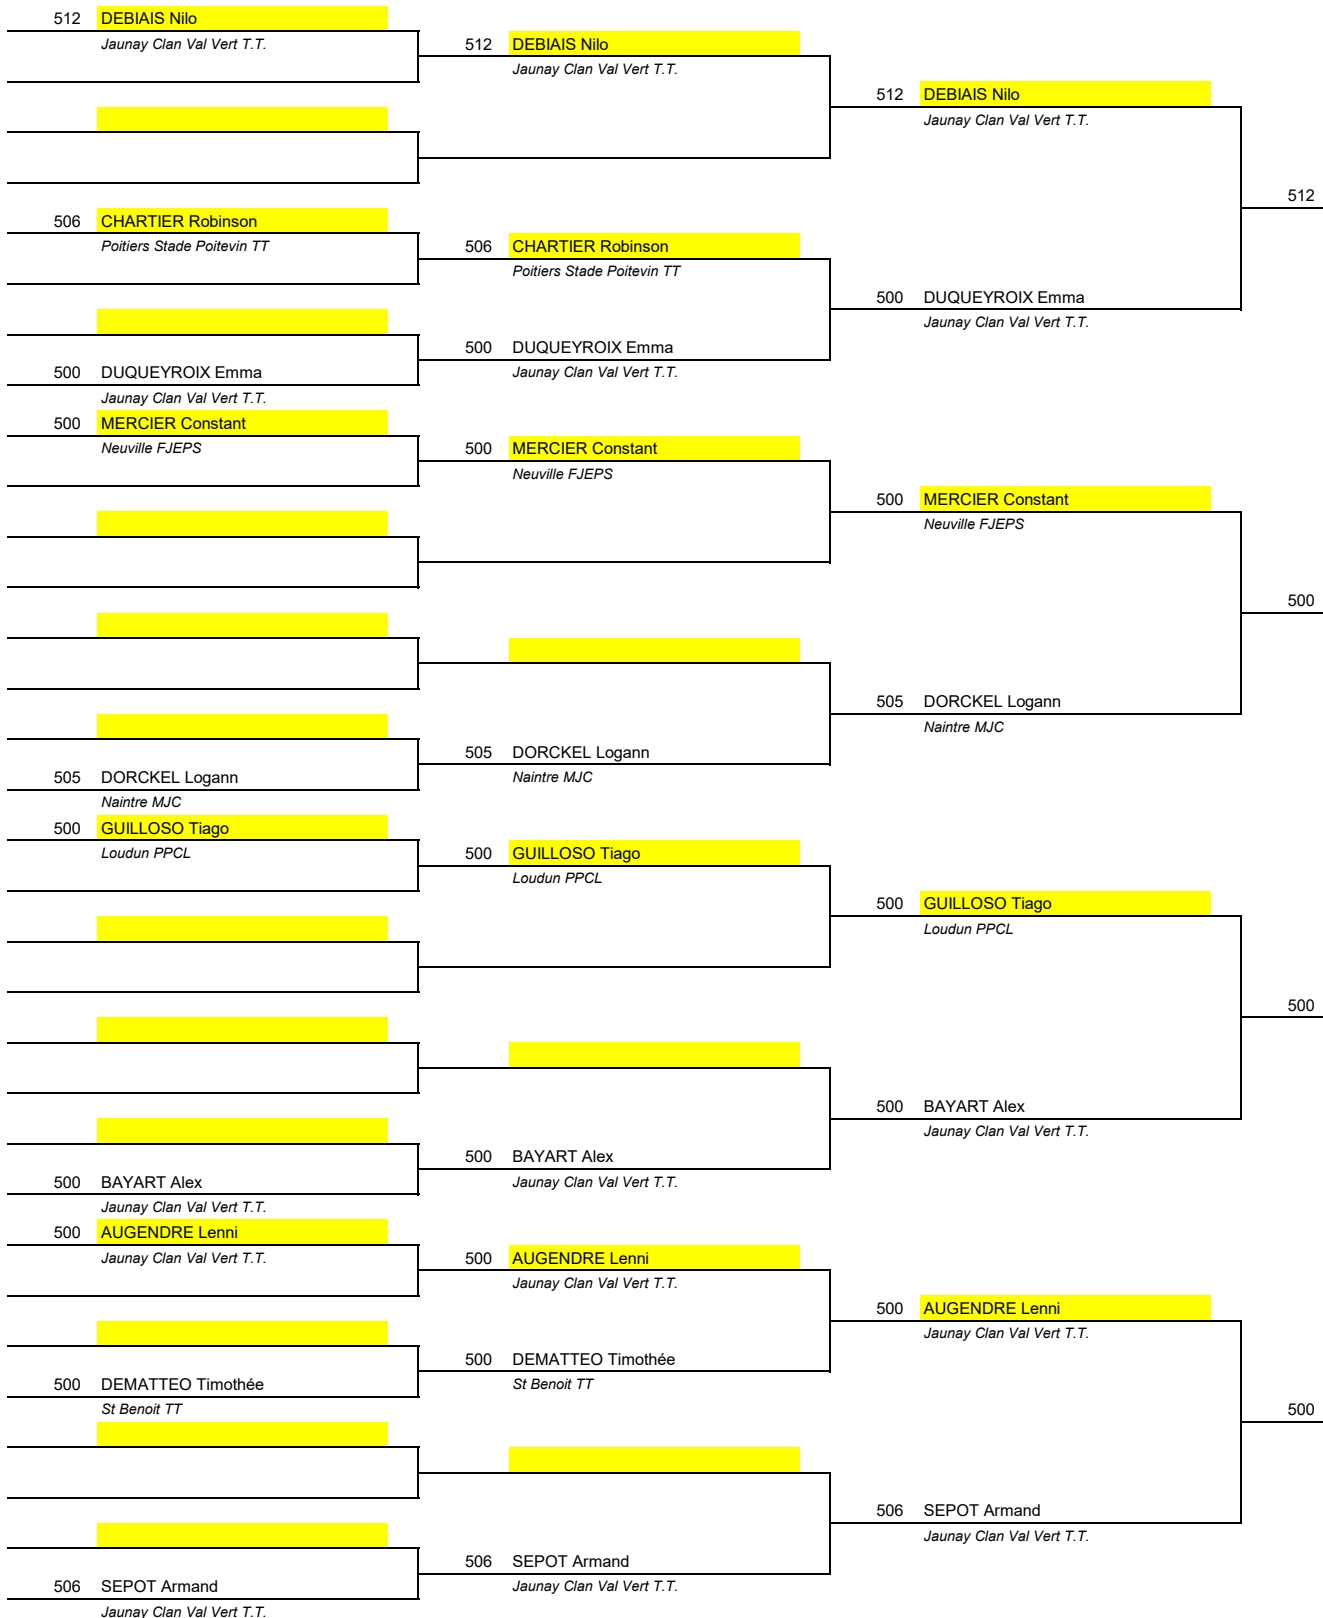 512 DEBIAIS Nilo
Jaunay Clan Val Vert T.T.
506 CHARTIER Robinson
Poitiers Stade Poitevin TT
500 DUQUEYROIX Emma
Jaunay Clan Val Vert T.T.
500 MERCIER Constant
Neuville FJEPS
505 DORCKEL Logann
Naintre MJC
500 GUILLOSO Tiago
Loudun PPCL
500 BAYART Alex
Jaunay Clan Val Vert T.T.
500 AUGENDRE Lenni
Jaunay Clan Val Vert T.T.
500 DEMATTEO Timothée
St Benoit TT
506 SEPOT Armand
Jaunay Clan Val Vert T.T.
512 DEBIAIS Nilo
Jaunay Clan Val Vert T.T.
506 CHARTIER Robinson
Poitiers Stade Poitevin TT
500 DUQUEYROIX Emma
Jaunay Clan Val Vert T.T.
500 MERCIER Constant
Neuville FJEPS
505 DORCKEL Logann
Naintre MJC
500 GUILLOSO Tiago
Loudun PPCL
500 BAYART Alex
Jaunay Clan Val Vert T.T.
500 AUGENDRE Lenni
Jaunay Clan Val Vert T.T.
500 DEMATTEO Timothée
St Benoit TT
506 SEPOT Armand
Jaunay Clan Val Vert T.T.
512 DEBIAIS Nilo
Jaunay Clan Val Vert T.T.
500 DUQUEYROIX Emma
Jaunay Clan Val Vert T.T.
500 MERCIER Constant
Neuville FJEPS
505 DORCKEL Logann
Naintre MJC
500 GUILLOSO Tiago
Loudun PPCL
500 BAYART Alex
Jaunay Clan Val Vert T.T.
500 AUGENDRE Lenni
Jaunay Clan Val Vert T.T.
506 SEPOT Armand
Jaunay Clan Val Vert T.T.
512
500
500
500